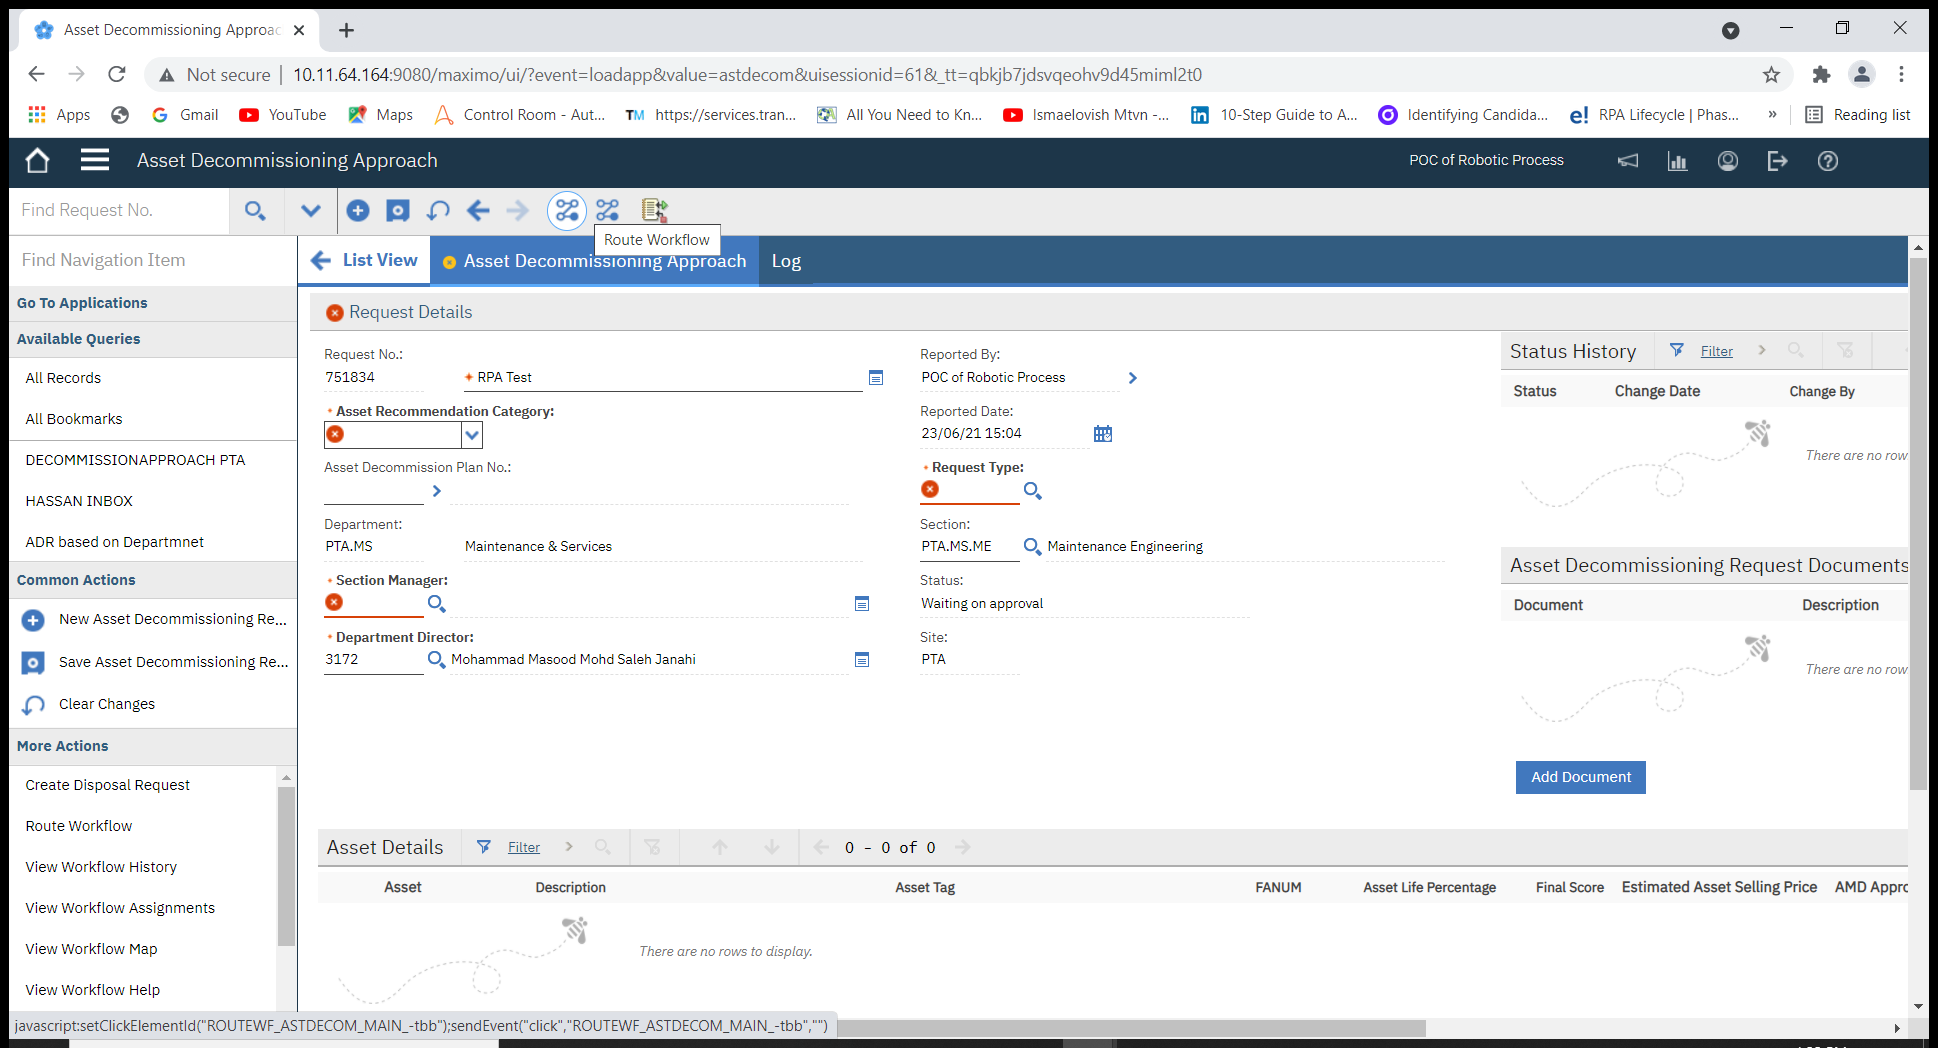 Asset Decommissioning Approac
Not secure | 10.11.64.164:9080/maximo/ui/?event=loadapp&value=astdecom&uisessionid=61&_tt=qbkjb7jdsvqeohv9d45miml2t0
Apps Gmail YouTube Maps Control Room - Aut... TM https://services.tran... All You Need to Kn... Ismaelovish Mtvn -... in 10-Step Guide to A... Identifying Candida... e! RPA Lifecycle | Phas... » Reading list
Asset Decommissioning Approach POC of Robotic Process
Find Request No.
Route Workflow
Find Navigation Item
List View Asset Decommissioning Approach Log
Go To Applications
Available Queries
All Records
All Bookmarks
DECOMMISSIONAPPROACH PTA
HASSAN INBOX
ADR based on Departmnet
Common Actions
New Asset Decommissioning Re...
Save Asset Decommissioning Re...
Clear Changes
More Actions
Create Disposal Request
Route Workflow
View Workflow History
View Workflow Assignments
View Workflow Map
View Workflow Help
Request Details
Request No.:
751834 * RPA Test
* Asset Recommendation Category:
Asset Decommission Plan No.:
Department:
PTA.MS Maintenance & Services
* Section Manager:
* Department Director:
3172 Mohammad Masood Mohd Saleh Janahi
Reported By:
POC of Robotic Process
Reported Date:
23/06/21 15:04
* Request Type:
Section:
PTA.MS.ME Maintenance Engineering
Status:
Waiting on approval
Site:
PTA
Status History Filter
Status Change Date Change By
There are no row
Asset Decommissioning Request Documents
Document Description
There are no row
Add Document
Asset Details Filter 0 - 0 of 0
Asset Description Asset Tag FANUM Asset Life Percentage Final Score Estimated Asset Selling Price AMD Appro
There are no rows to display.
javascript:setClickElementId("ROUTEWF_ASTDECOM_MAIN_-tbb");sendEvent("click","ROUTEWF_ASTDECOM_MAIN_-tbb","")